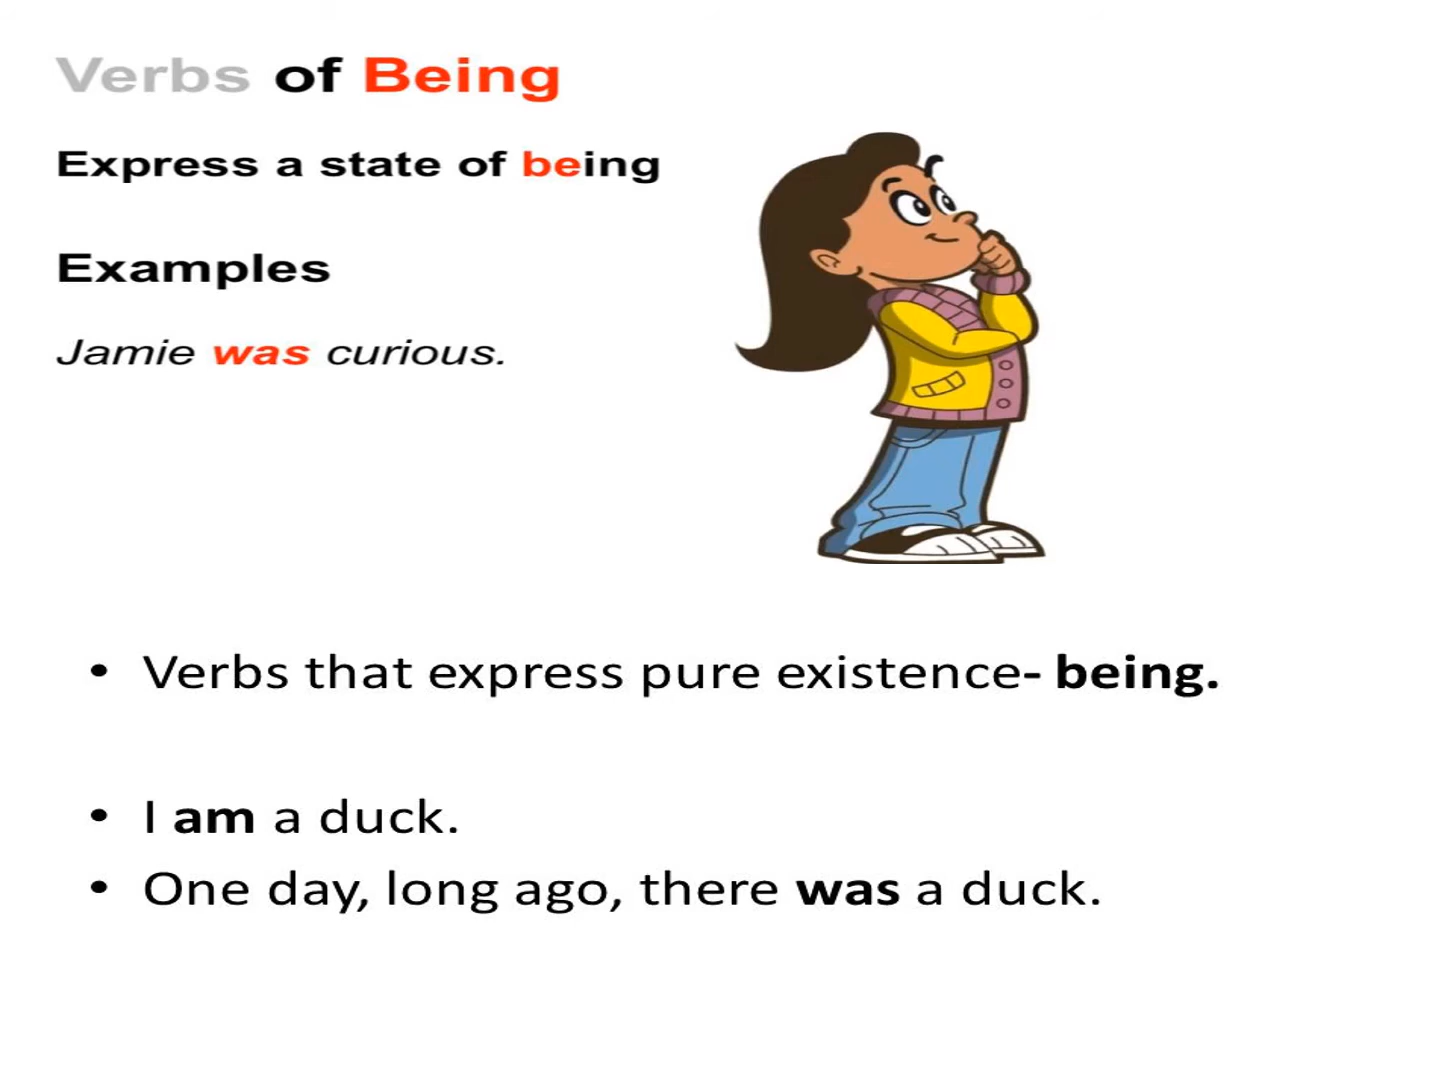 Verbs of Being
Express a state of being
Examples
Jamie was curious.
• Verbs that express pure existence- being.
• I am a duck.
• One day, long ago, there was a duck.